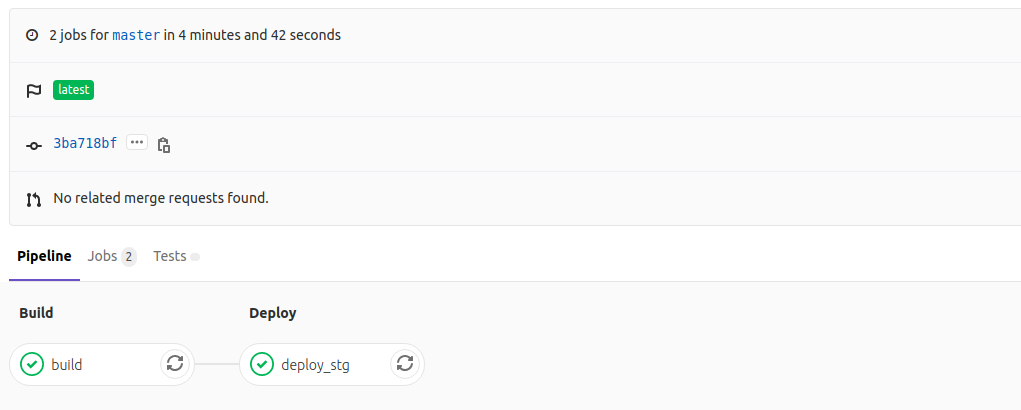 2 jobs for master in 4 minutes and 42 seconds
latest
3ba718bf ...
No related merge requests found.
Pipeline Jobs 2 Tests
Build Deploy
build deploy_stg